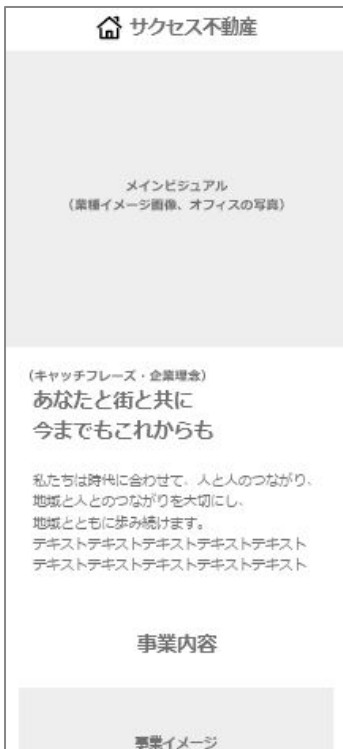 サクセス不動産
メインビジュアル
（業種イメージ画像、オフィスの写真）
（キャッチフレーズ・企業理念）
あなたと街と共に
今までもこれからも
私たちは時代に合わせて、人と人のつながり、
地域と人とのつながりを大切にし、
地域とともに歩み続けます。
テキストテキストテキストテキストテキスト
テキストテキストテキストテキストテキスト
事業内容
事業イメージ